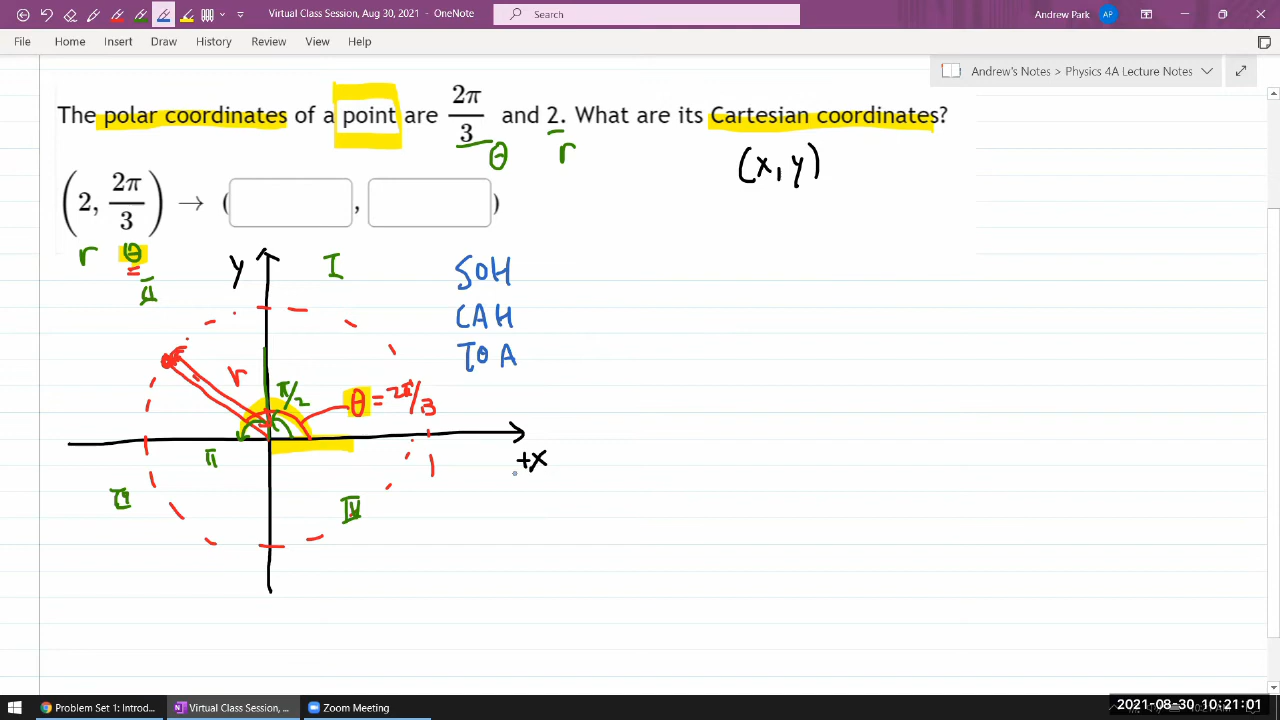 Virtual Class Session, Aug 30, 2021 - OneNote
Search
Andrew Park
AP
File Home Insert Draw History Review View Help
Andrew's Notes > Physics 4A Lecture Notes
The polar coordinates of a point are 2π/3 and 2. What are its Cartesian coordinates?
θ r
(x, y)
(2, 2π/3) → ( , )
r θ
II
y
I
SOH
CAH
TOA
r
π/2
θ = 2π/3
π
+x
III
IV
Problem Set 1: Introd...
Virtual Class Session,...
Zoom Meeting
2021-08-30 10:21:01